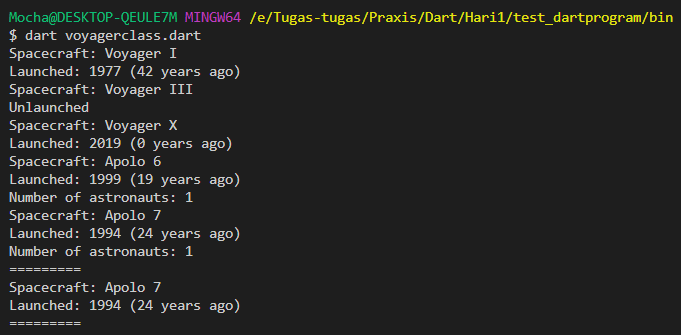 Mocha@DESKTOP-QEULE7M MINGW64 /e/Tugas-tugas/Praxis/Dart/Hari1/test_dartprogram/bin
$ dart voyagerclass.dart
Spacecraft: Voyager I
Launched: 1977 (42 years ago)
Spacecraft: Voyager III
Unlaunched
Spacecraft: Voyager X
Launched: 2019 (0 years ago)
Spacecraft: Apolo 6
Launched: 1999 (19 years ago)
Number of astronauts: 1
Spacecraft: Apolo 7
Launched: 1994 (24 years ago)
Number of astronauts: 1
=========
Spacecraft: Apolo 7
Launched: 1994 (24 years ago)
=========